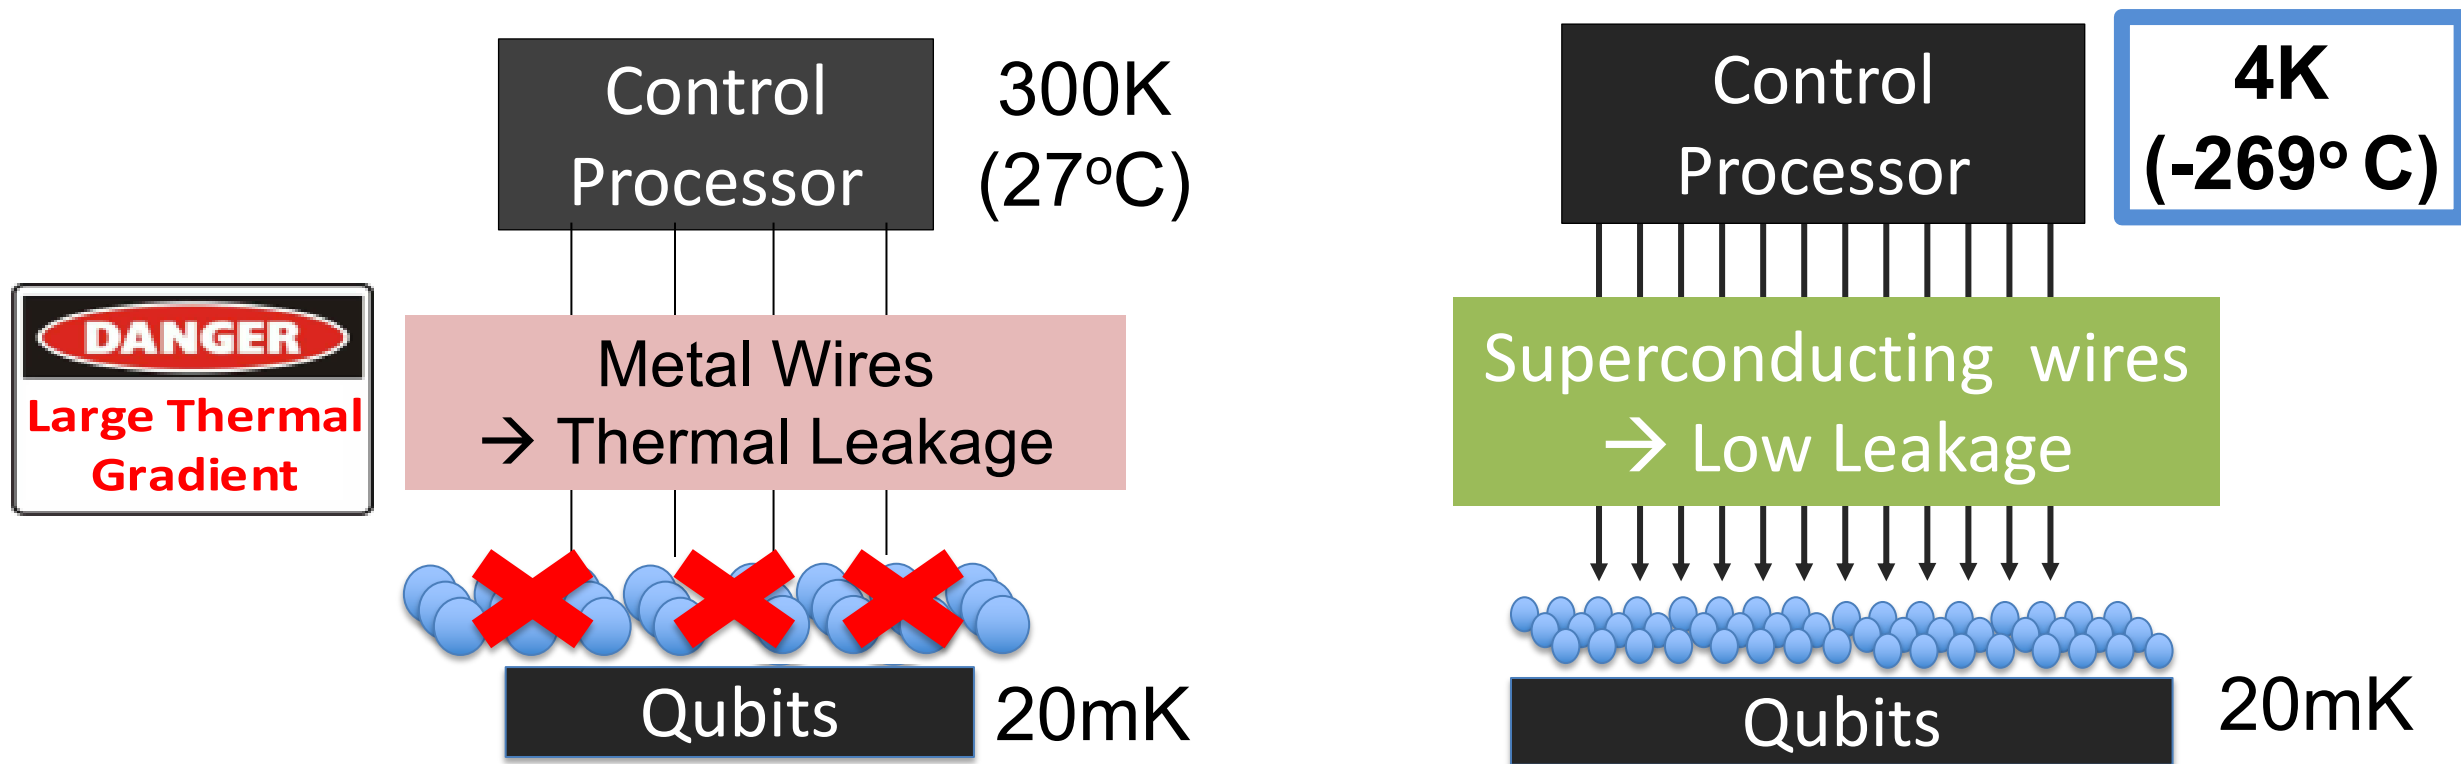 Control
Processor
300K
(27°C)
DANGER
Large Thermal
Gradient
Metal Wires
→ Thermal Leakage
Qubits
20mK
Control
Processor
4K
(-269° C)
Superconducting wires
→ Low Leakage
Qubits
20mK